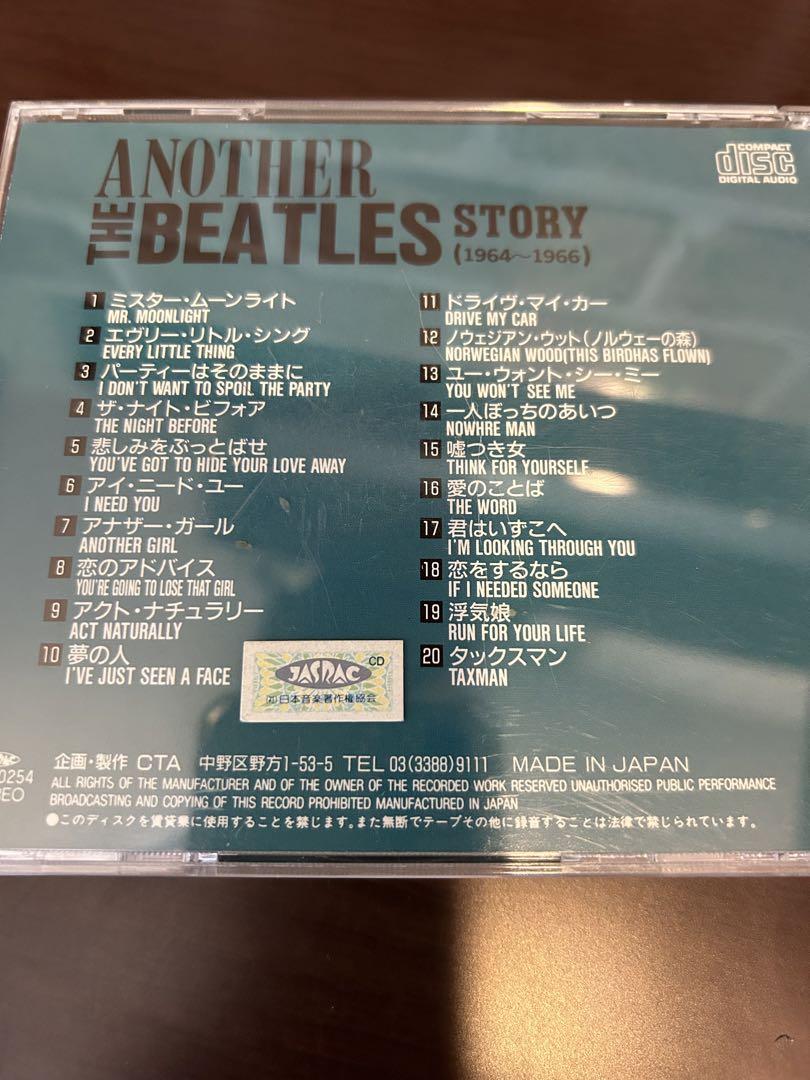 ANOTHER
THE BEATLES STORY
(1964〜1966)
COMPACT
disc
DIGITAL AUDIO
1 ミスター・ムーンライト
MR. MOONLIGHT
2 エヴリー・リトル・シング
EVERY LITTLE THING
3 パーティーはそのままに
I DON'T WANT TO SPOIL THE PARTY
4 ザ・ナイト・ビフォア
THE NIGHT BEFORE
5 悲しみをぶっとばせ
YOU'VE GOT TO HIDE YOUR LOVE AWAY
6 アイ・ニード・ユー
I NEED YOU
7 アナザー・ガール
ANOTHER GIRL
8 恋のアドバイス
YOU'RE GOING TO LOSE THAT GIRL
9 アクト・ナチュラリー
ACT NATURALLY
10 夢の人
I'VE JUST SEEN A FACE
11 ドライヴ・マイ・カー
DRIVE MY CAR
12 ノウェジアン・ウット(ノルウェーの森)
NORWEGIAN WOOD(THIS BIRDHAS FLOWN)
13 ユー・ウォント・シー・ミー
YOU WON'T SEE ME
14 一人ぼっちのあいつ
NOWHRE MAN
15 嘘つき女
THINK FOR YOURSELF
16 愛のことば
THE WORD
17 君はいずこへ
I'M LOOKING THROUGH YOU
18 恋をするなら
IF I NEEDED SOMEONE
19 浮気娘
RUN FOR YOUR LIFE
20 タックスマン
TAXMAN
JASRAC CD
(社)日本音楽著作権協会
企画・製作 CTA 中野区野方1-53-5 TEL 03(3388)9111 MADE IN JAPAN
0254
EO
ALL RIGHTS OF THE MANUFACTURER AND OF THE OWNER OF THE RECORDED WORK RESERVED UNAUTHORISED PUBLIC PERFORMANCE
BROADCASTING AND COPYING OF THIS RECORD PROHIBITED MANUFACTURED IN JAPAN
●このディスクを賃貸業に使用することを禁じます。また無断でテープその他に録音することは法律で禁じられています。